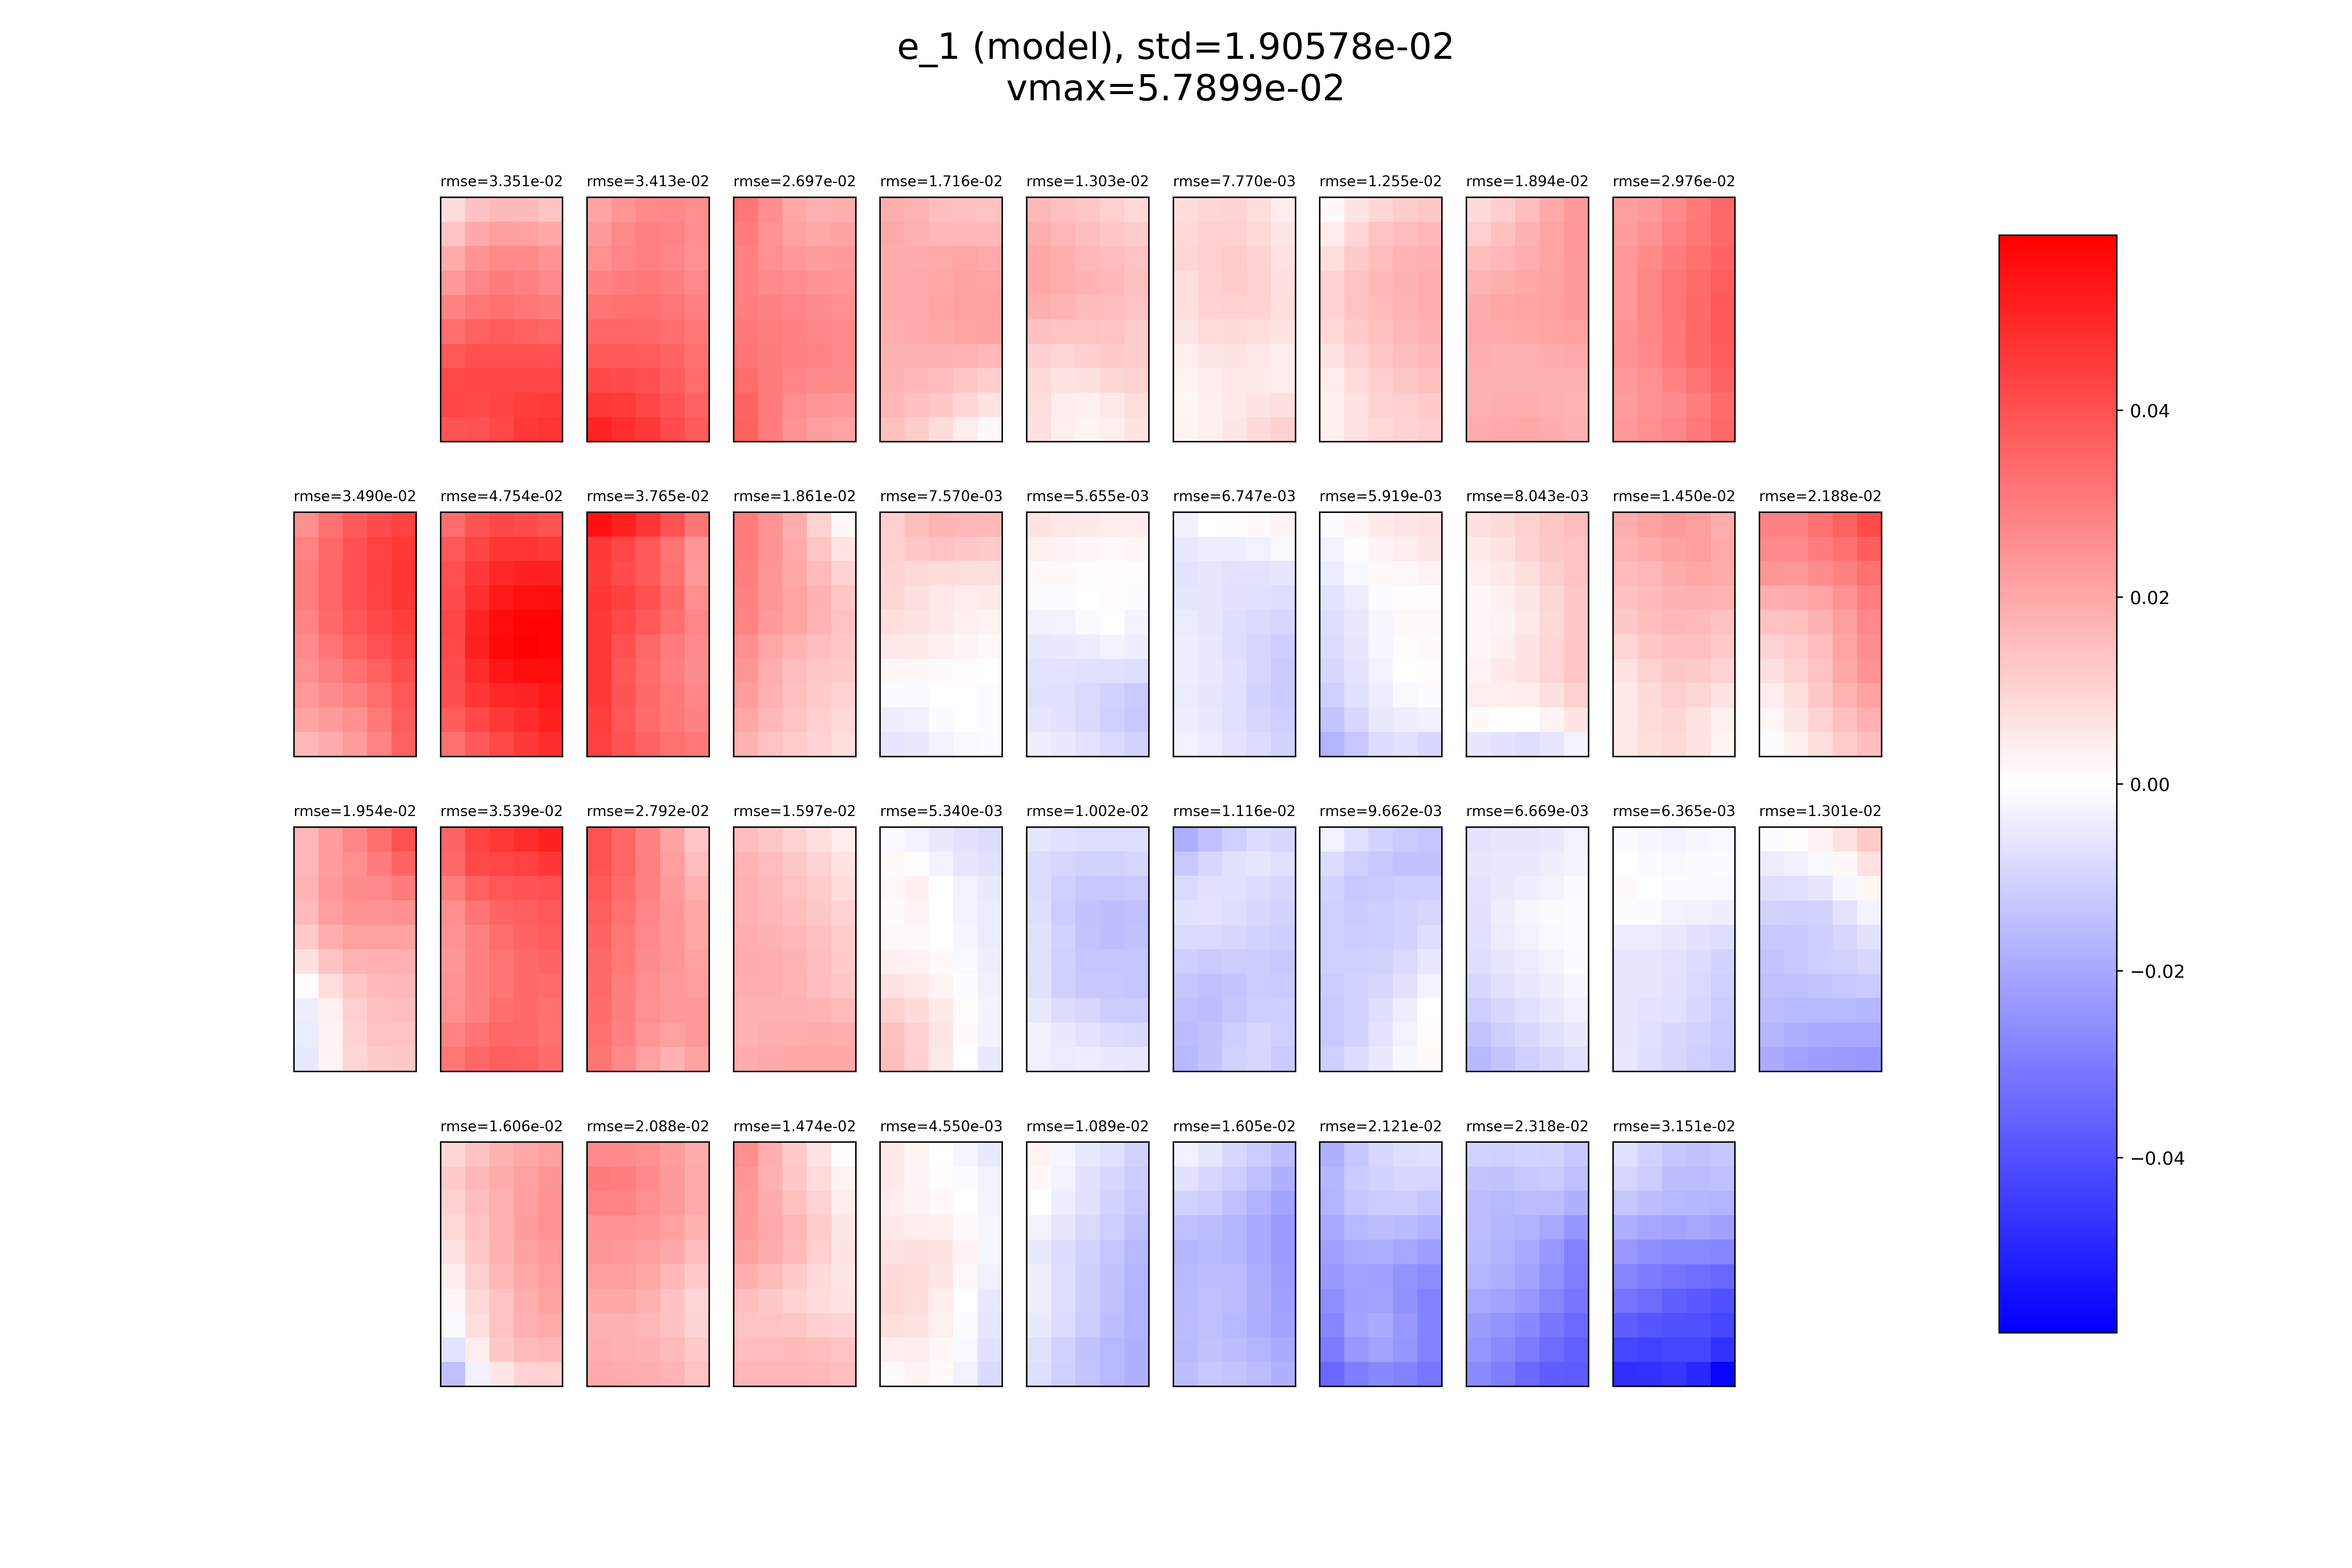 e_1 (model), std=1.90578e-02
vmax=5.7899e-02
rmse=3.351e-02 rmse=3.413e-02 rmse=2.697e-02 rmse=1.716e-02 rmse=1.303e-02 rmse=7.770e-03 rmse=1.255e-02 rmse=1.894e-02 rmse=2.976e-02
rmse=3.490e-02 rmse=4.754e-02 rmse=3.765e-02 rmse=1.861e-02 rmse=7.570e-03 rmse=5.655e-03 rmse=6.747e-03 rmse=5.919e-03 rmse=8.043e-03 rmse=1.450e-02 rmse=2.188e-02
rmse=1.954e-02 rmse=3.539e-02 rmse=2.792e-02 rmse=1.597e-02 rmse=5.340e-03 rmse=1.002e-02 rmse=1.116e-02 rmse=9.662e-03 rmse=6.669e-03 rmse=6.365e-03 rmse=1.301e-02
rmse=1.606e-02 rmse=2.088e-02 rmse=1.474e-02 rmse=4.550e-03 rmse=1.089e-02 rmse=1.605e-02 rmse=2.121e-02 rmse=2.318e-02 rmse=3.151e-02
0.04
0.02
0.00
−0.02
−0.04